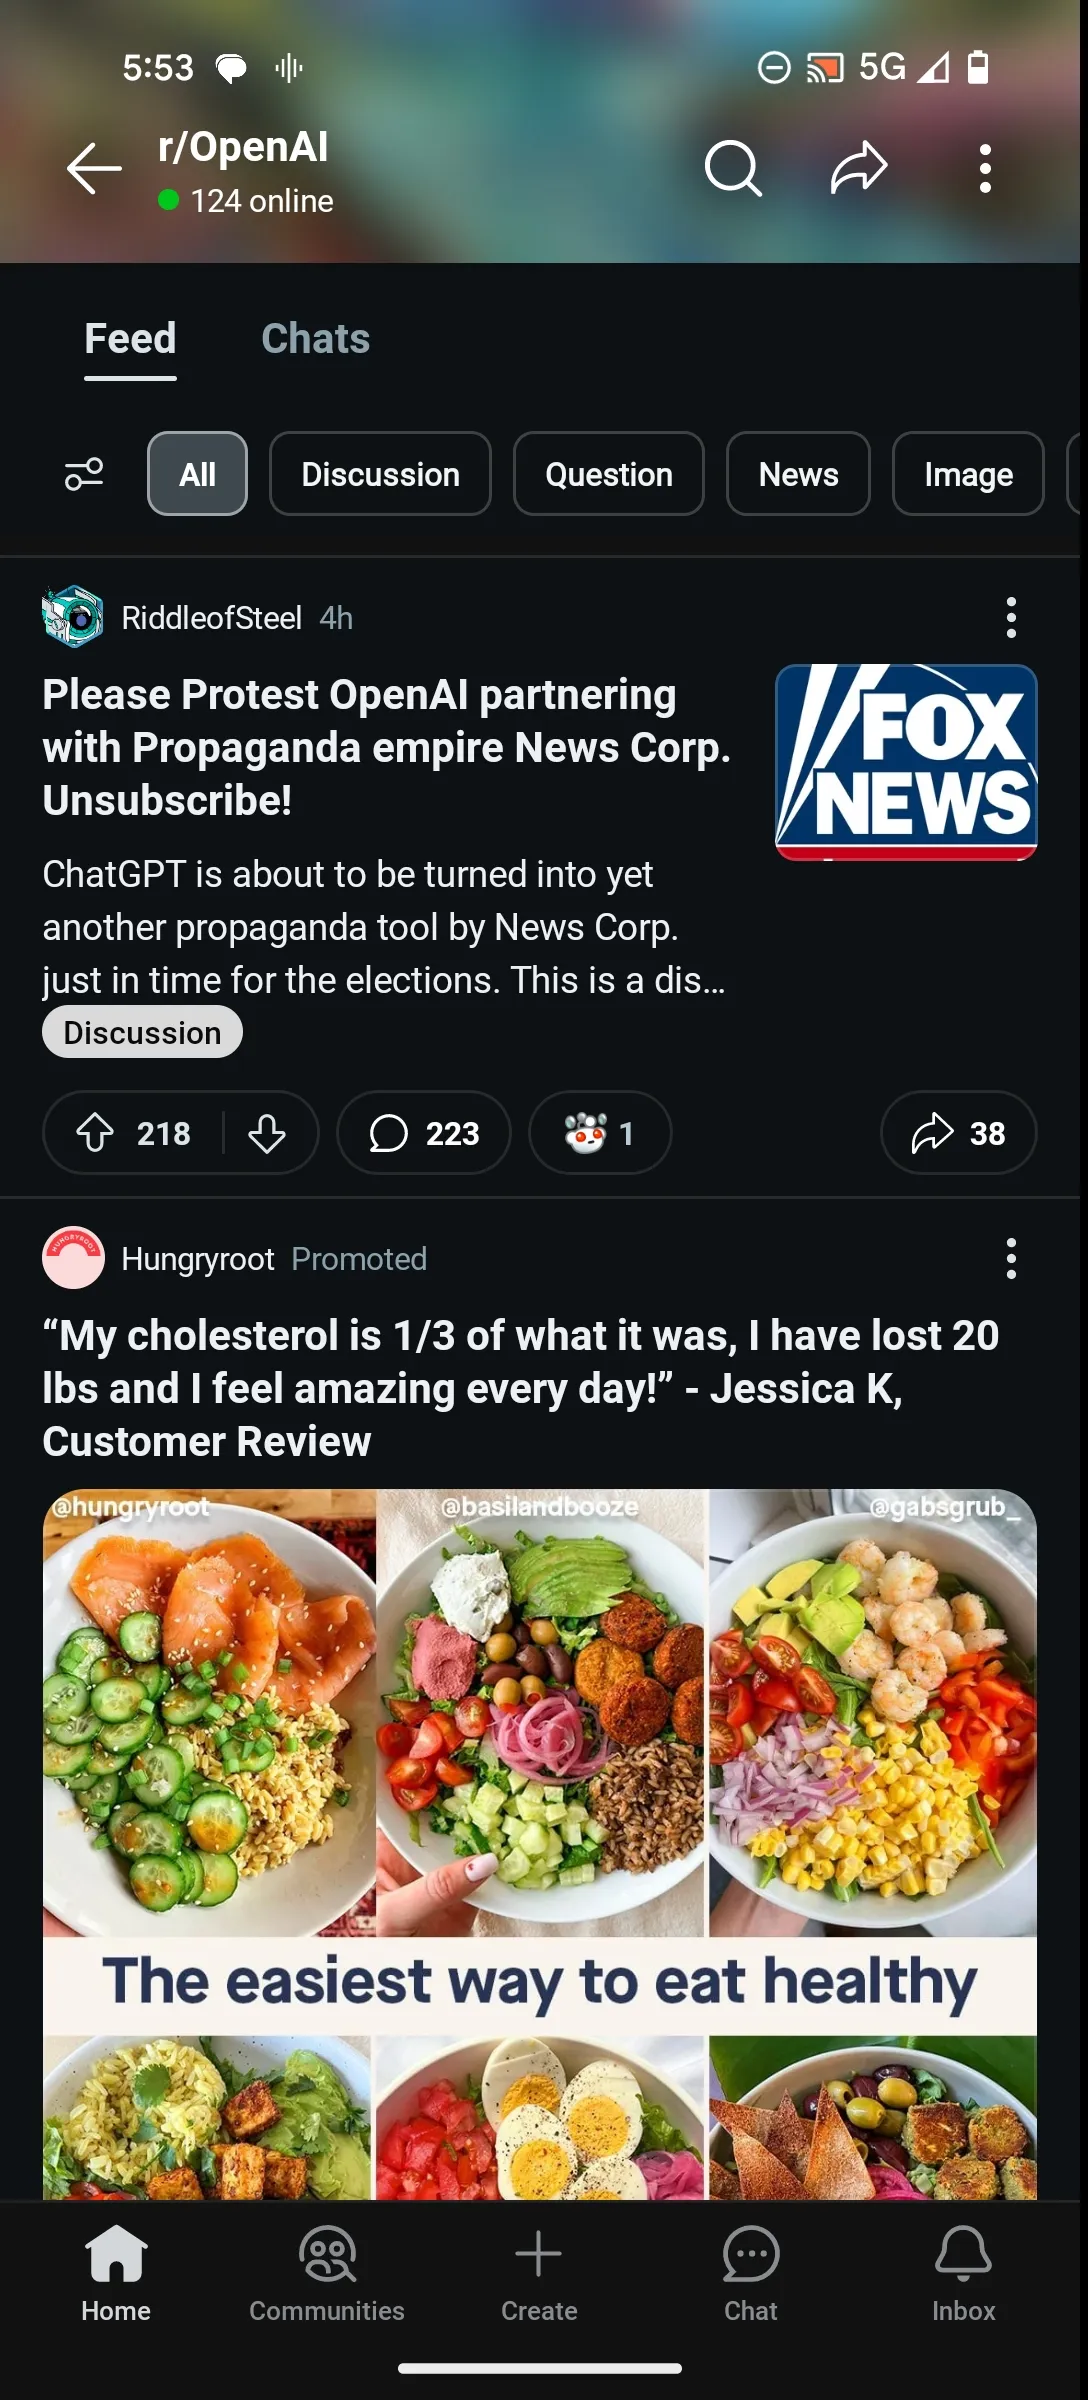 5:53
5G
r/OpenAI
124 online
Feed
Chats
All
Discussion
Question
News
Image
RiddleofSteel 4h
Please Protest OpenAI partnering
with Propaganda empire News Corp.
Unsubscribe!
FOX
NEWS
ChatGPT is about to be turned into yet
another propaganda tool by News Corp.
just in time for the elections. This is a dis...
Discussion
218
223
1
38
HUNGRYROOT
Hungryroot Promoted
“My cholesterol is 1/3 of what it was, I have lost 20
lbs and I feel amazing every day!” - Jessica K,
Customer Review
@hungryroot
@basilandbooze
@gabsgrub_
The easiest way to eat healthy
Home
Communities
Create
Chat
Inbox